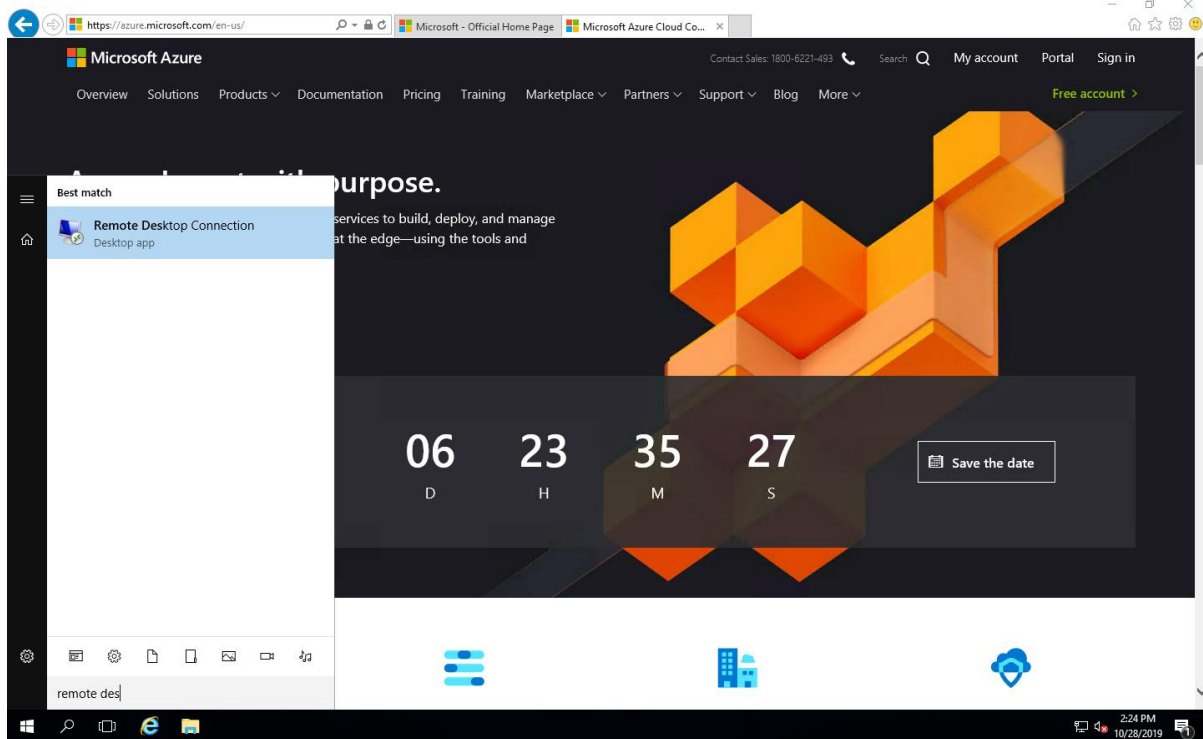 https://azure.microsoft.com/en-us/
Microsoft - Official Home Page
Microsoft Azure Cloud Co...
Microsoft Azure
Contact Sales: 1800-6221-493
Search
My account
Portal
Sign in
Overview
Solutions
Products
Documentation
Pricing
Training
Marketplace
Partners
Support
Blog
More
Free account >
purpose.
services to build, deploy, and manage
at the edge—using the tools and
Best match
Remote Desktop Connection
Desktop app
06 23 35 27
D H M S
Save the date
remote des
2:24 PM
10/28/2019
1